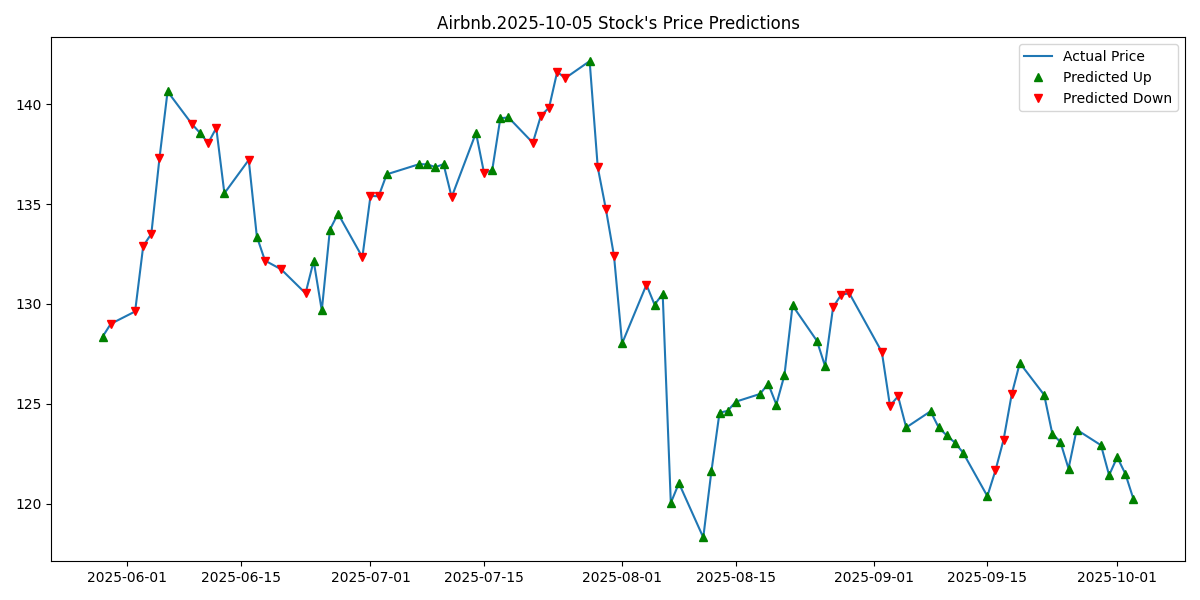 Airbnb.2025-10-05 Stock's Price Predictions
Actual Price
Predicted Up
Predicted Down
140
135
130
125
120
2025-06-01 2025-06-15 2025-07-01 2025-07-15 2025-08-01 2025-08-15 2025-09-01 2025-09-15 2025-10-01